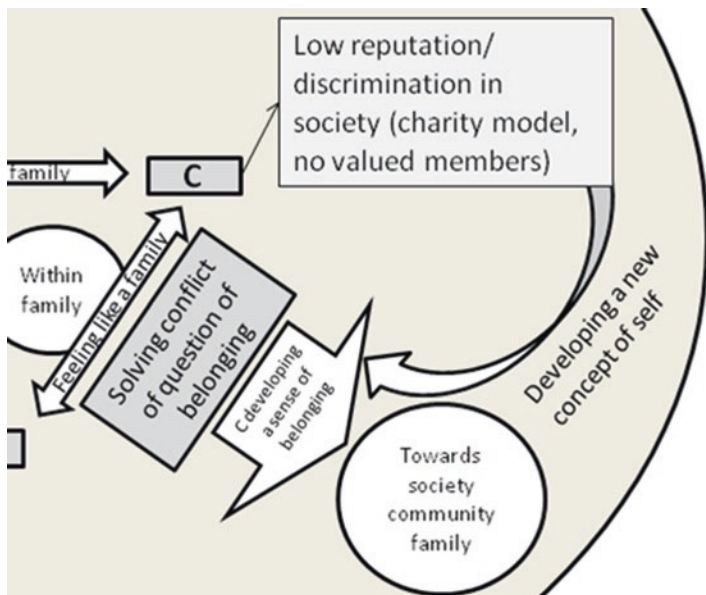 Low reputation/
discrimination in
society (charity model,
no valued members)
family
C
Within
family
Feeling like a family
Solving conflict
of question of
belonging
C developing
a sense of
belonging
Developing a new
concept of self
Towards
society
community
family